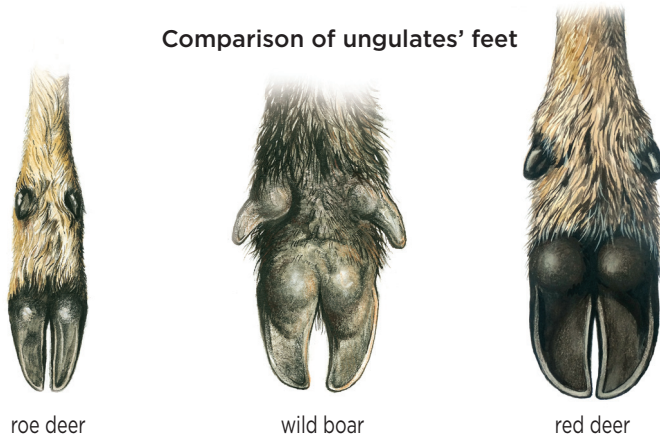 Comparison of ungulates’ feet
roe deer
wild boar
red deer